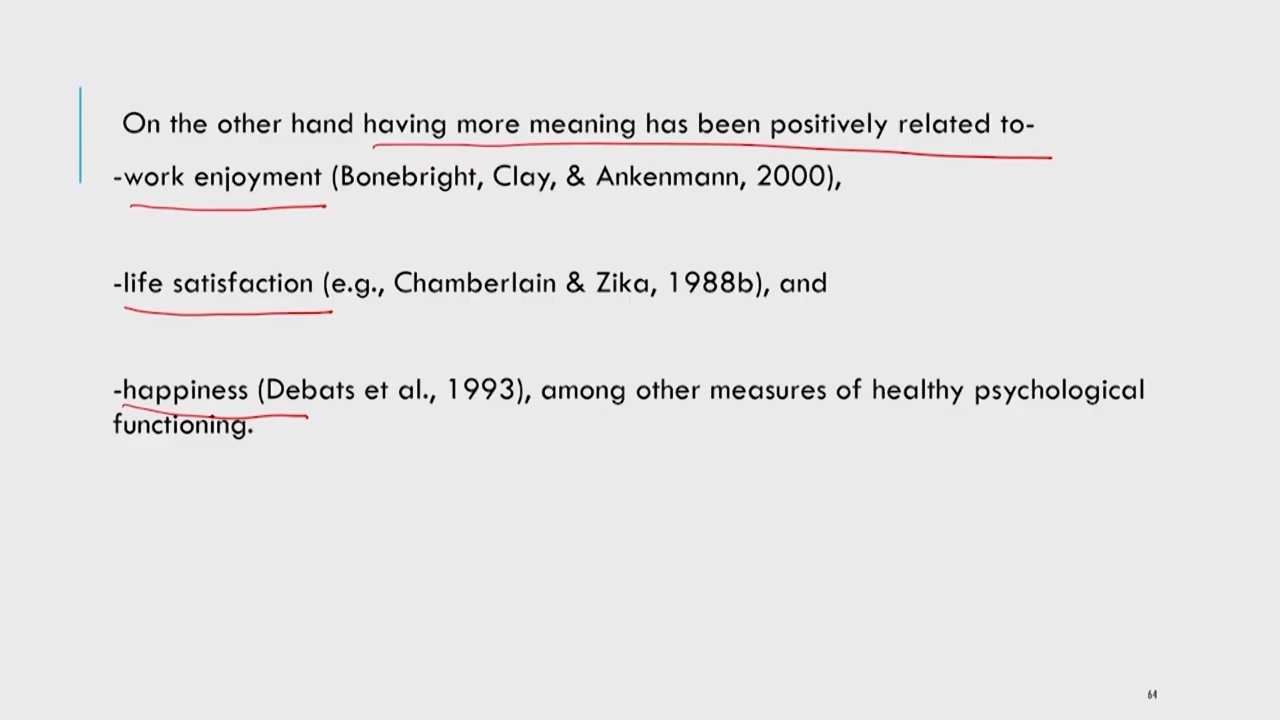 On the other hand having more meaning has been positively related to-
-work enjoyment (Bonebright, Clay, & Ankenmann, 2000),
-life satisfaction (e.g., Chamberlain & Zika, 1988b), and
-happiness (Debats et al., 1993), among other measures of healthy psychological
functioning.
64